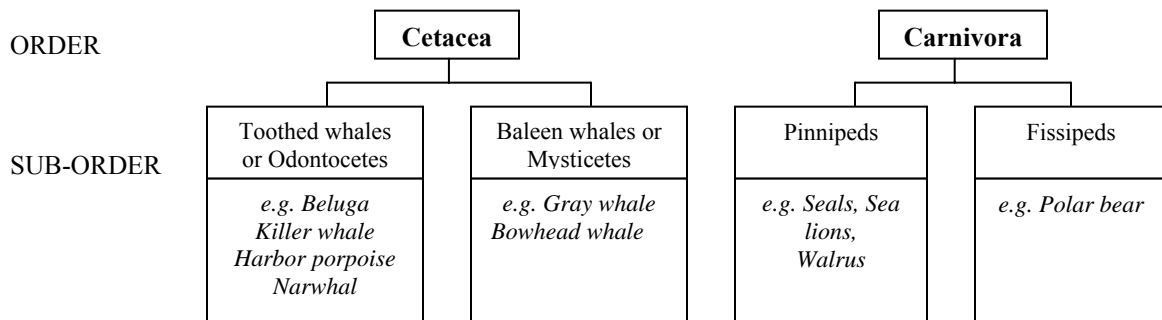 ORDER
Cetacea
Carnivora
SUB-ORDER
Toothed whales
or Odontocetes
e.g. Beluga
Killer whale
Harbor porpoise
Narwhal
Baleen whales or
Mysticetes
e.g. Gray whale
Bowhead whale
Pinnipeds
e.g. Seals, Sea
lions,
Walrus
Fissipeds
e.g. Polar bear